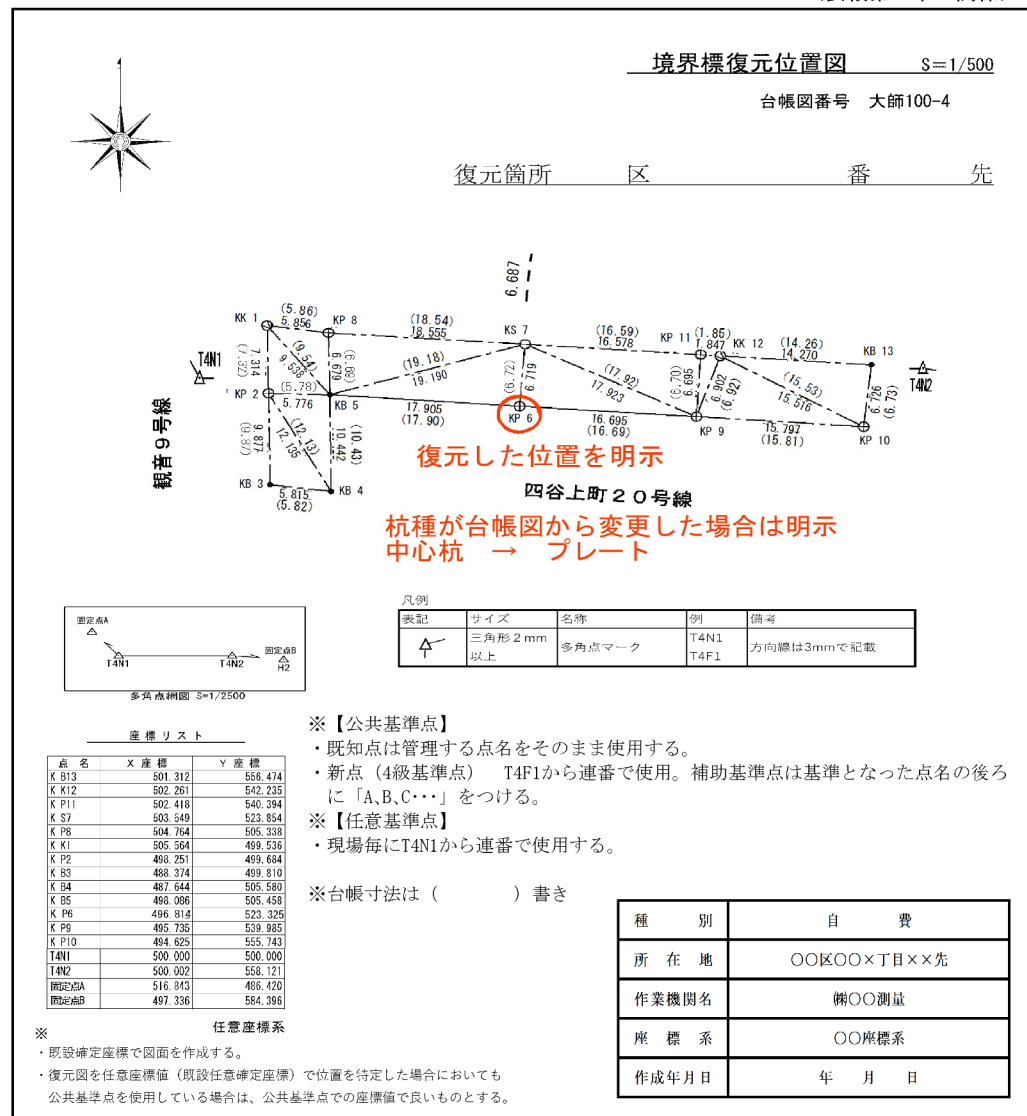 境界標復元位置図 S=1/500
台帳図番号 大師100-4
復元箇所 区 番 先
6.687
KK 1
(5.86)
5.856
KP 8
(18.54)
18.555
KS 7
(16.59)
16.578
KP 11
(1.85)
1.847
KK 12
(14.26)
14.270
KB 13
T4N1
7.314
(7.32)
(9.54)
9.538
6.679
(6.69)
(19.18)
19.190
(6.72)
6.719
(17.92)
17.923
(6.70)
6.695
6.902
(6.92)
(15.53)
15.516
6.726
(6.73)
T4N2
KP 2
(5.78)
5.776
KB 5
17.905
(17.90)
KP 6
16.695
(16.69)
KP 9
15.797
(15.81)
KP 10
観音9号線
9.877
(9.87)
(12.13)
12.135
(10.43)
10.442
KB 3
5.815
(5.82)
KB 4
復元した位置を明示
四谷上町20号線
杭種が台帳図から変更した場合は明示
中心杭 → プレート
固定点A
T4N1
T4N2
固定点B
H2
多角点網図 S=1/2500
凡例
表記 サイズ 名称 例 備考
三角形2mm以上 多角点マーク T4N1 T4F1 方向線は3mmで記載
座標リスト
点名 X座標 Y座標
K B13 501.312 556.474
K K12 502.261 542.235
K P11 502.418 540.394
K S7 503.549 523.854
K P8 504.764 505.338
K K1 505.564 499.536
K P2 498.251 499.684
K B3 488.374 499.810
K B4 487.644 505.580
K B5 498.086 505.458
K P6 496.814 523.325
K P9 495.735 539.985
K P10 494.625 555.743
T4N1 500.000 500.000
T4N2 500.002 558.121
固定点A 516.843 486.420
固定点B 497.336 584.396
任意座標系
※【公共基準点】
・既知点は管理する点名をそのまま使用する。
・新点（4級基準点） T4F1から連番で使用。補助基準点は基準となった点名の後ろ
に「A,B,C・・・」をつける。
※【任意基準点】
・現場毎にT4N1から連番で使用する。
※台帳寸法は（ ）書き
種別 自費
所在地 〇〇区〇〇×丁目××先
作業機関名 ㈱〇〇測量
座標系 〇〇座標系
作成年月日 年 月 日
※
・既設確定座標で図面を作成する。
・復元図を任意座標値（既設任意確定座標）で位置を特定した場合においても
公共基準点を使用している場合は、公共基準点での座標値で良いものとする。